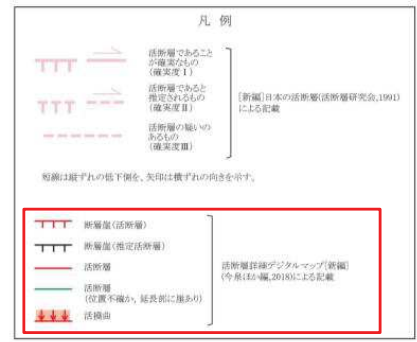 凡 例
活断層であること
が確実なもの
(確実度Ⅰ)
活断層であると
推定されるもの
(確実度Ⅱ)
活断層の疑いの
あるもの
(確実度Ⅲ)
[新編]日本の活断層(活断層研究会,1991)
による記載
短線は縦ずれの低下側を、矢印は横ずれの向きを示す。
断層崖(活断層)
断層崖(推定活断層)
活断層
活断層
(位置不確か, 延長部に崖あり)
活撓曲
活断層詳細デジタルマップ[新編]
(今泉ほか編,2018)による記載